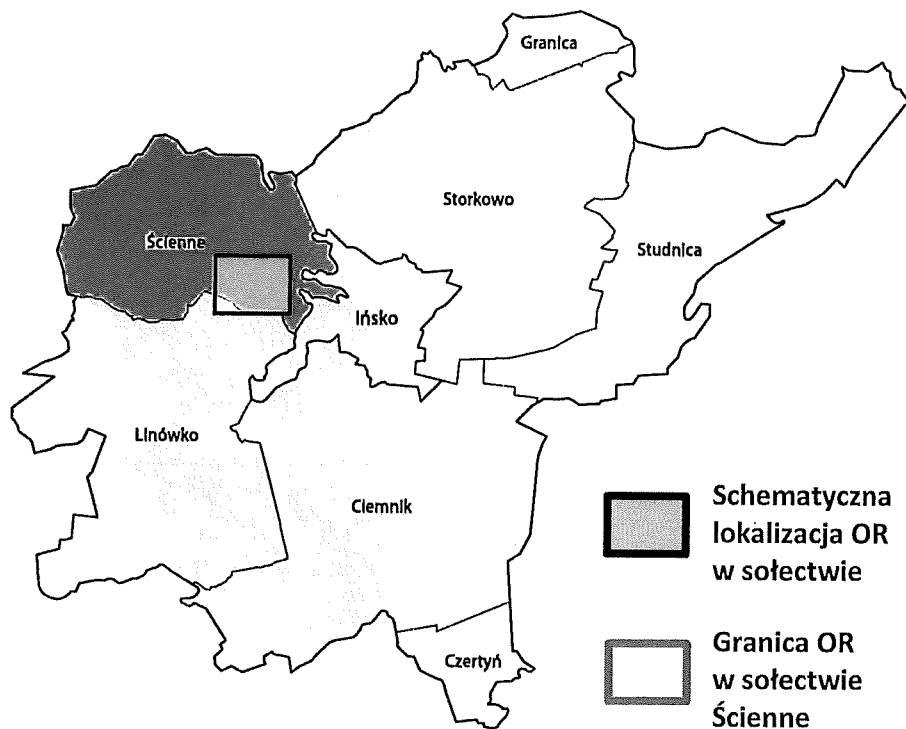 Granica
Storkowo
Ścienne
Studnica
Ińsko
Linówko
Ciemnik
Czertyń
Schematyczna
lokalizacja OR
w sołectwie
Granica OR
w sołectwie
Ścienne